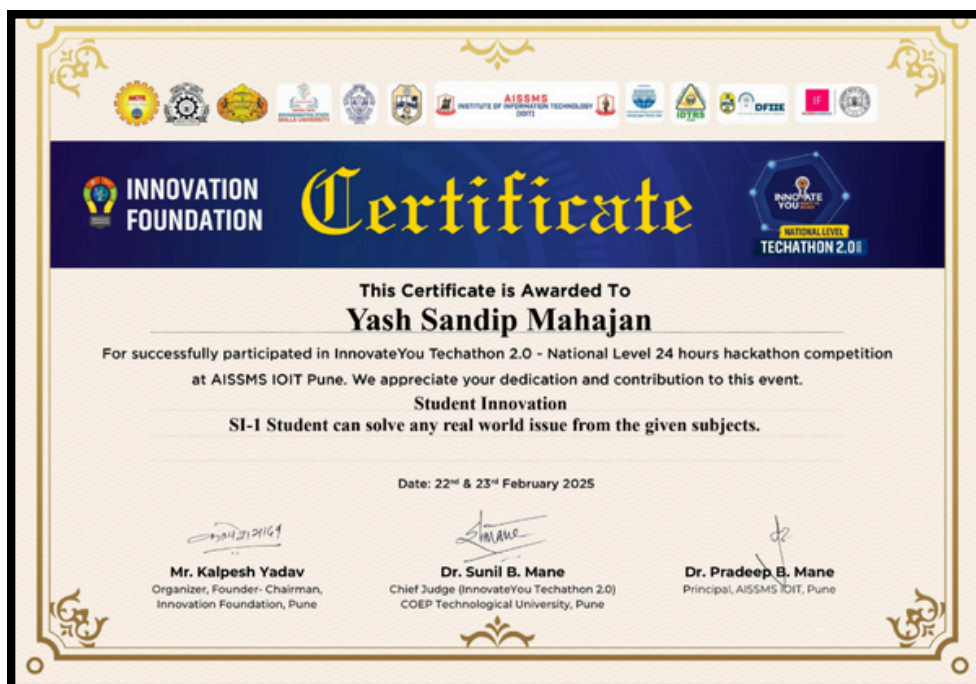 AICTE
SKILLS UNIVERSITY
AISSMS
INSTITUTE OF INFORMATION TECHNOLOGY
(IOIT)
IDTRS
DFIIE
IF
INNOVATION
FOUNDATION
Certificate
INNOVATE
YOU
NATIONAL LEVEL
TECHATHON 2.0
This Certificate is Awarded To
Yash Sandip Mahajan
For successfully participated in InnovateYou Techathon 2.0 - National Level 24 hours hackathon competition
at AISSMS IOIT Pune. We appreciate your dedication and contribution to this event.
Student Innovation
SI-1 Student can solve any real world issue from the given subjects.
Date: 22nd & 23rd February 2025
Mr. Kalpesh Yadav
Organizer, Founder- Chairman,
Innovation Foundation, Pune
Dr. Sunil B. Mane
Chief Judge (InnovateYou Techathon 2.0)
COEP Technological University, Pune
Dr. Pradeep B. Mane
Principal, AISSMS IOIT, Pune